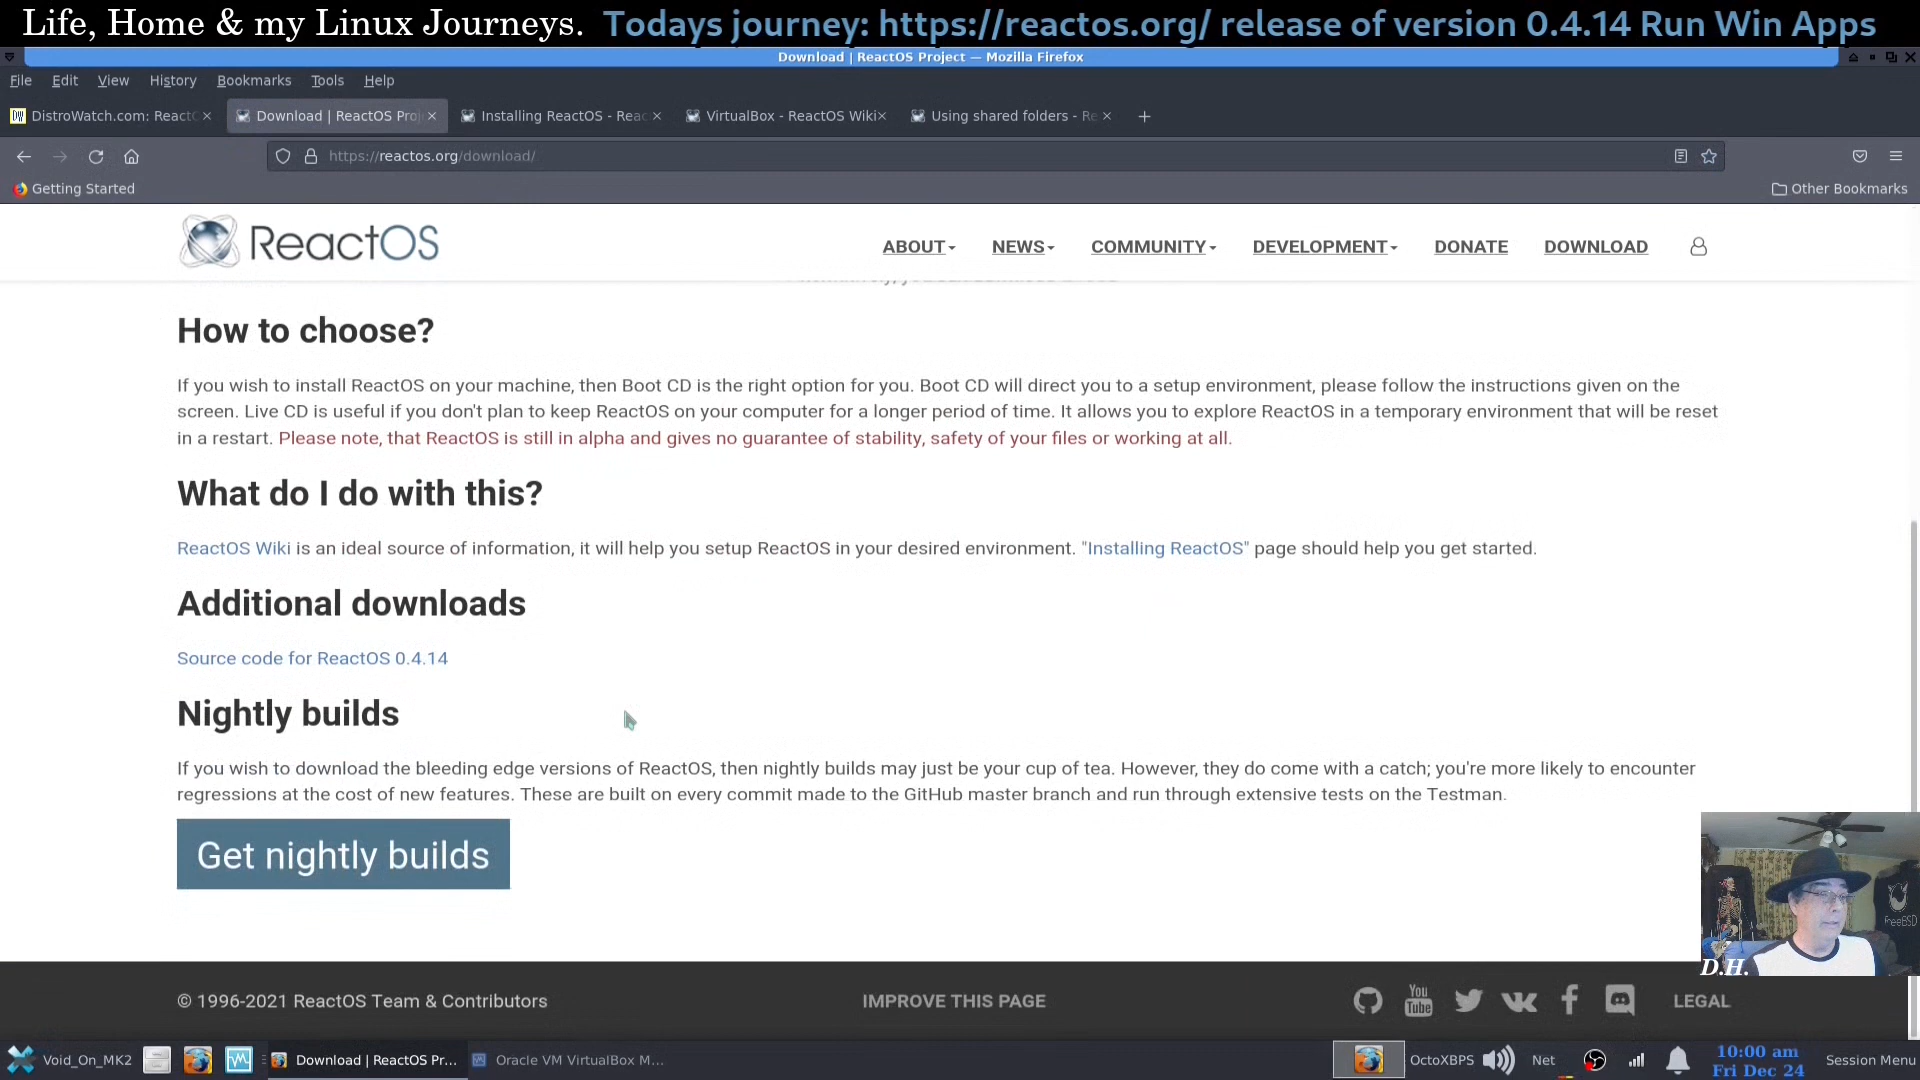 Life, Home & my Linux Journeys. Todays journey: https://reactos.org/ release of version 0.4.14 Run Win Apps
Download | ReactOS Project — Mozilla Firefox
File Edit View History Bookmarks Tools Help
DW DistroWatch.com: React
Download | ReactOS Proj
Installing ReactOS - Reac
VirtualBox - ReactOS Wiki
Using shared folders - Re
https://reactos.org/download/
Getting Started
Other Bookmarks
ReactOS
ABOUT NEWS COMMUNITY DEVELOPMENT DONATE DOWNLOAD
How to choose?
If you wish to install ReactOS on your machine, then Boot CD is the right option for you. Boot CD will direct you to a setup environment, please follow the instructions given on the
screen. Live CD is useful if you don't plan to keep ReactOS on your computer for a longer period of time. It allows you to explore ReactOS in a temporary environment that will be reset
in a restart. Please note, that ReactOS is still in alpha and gives no guarantee of stability, safety of your files or working at all.
What do I do with this?
ReactOS Wiki is an ideal source of information, it will help you setup ReactOS in your desired environment. "Installing ReactOS" page should help you get started.
Additional downloads
Source code for ReactOS 0.4.14
Nightly builds
If you wish to download the bleeding edge versions of ReactOS, then nightly builds may just be your cup of tea. However, they do come with a catch; you're more likely to encounter
regressions at the cost of new features. These are built on every commit made to the GitHub master branch and run through extensive tests on the Testman.
Get nightly builds
FreeBSD
D.H.
© 1996-2021 ReactOS Team & Contributors
IMPROVE THIS PAGE
You Tube
LEGAL
Void_On_MK2
Download | ReactOS Pr...
Oracle VM VirtualBox M...
OctoXBPS
Net
10:00 am
Fri Dec 24
Session Menu